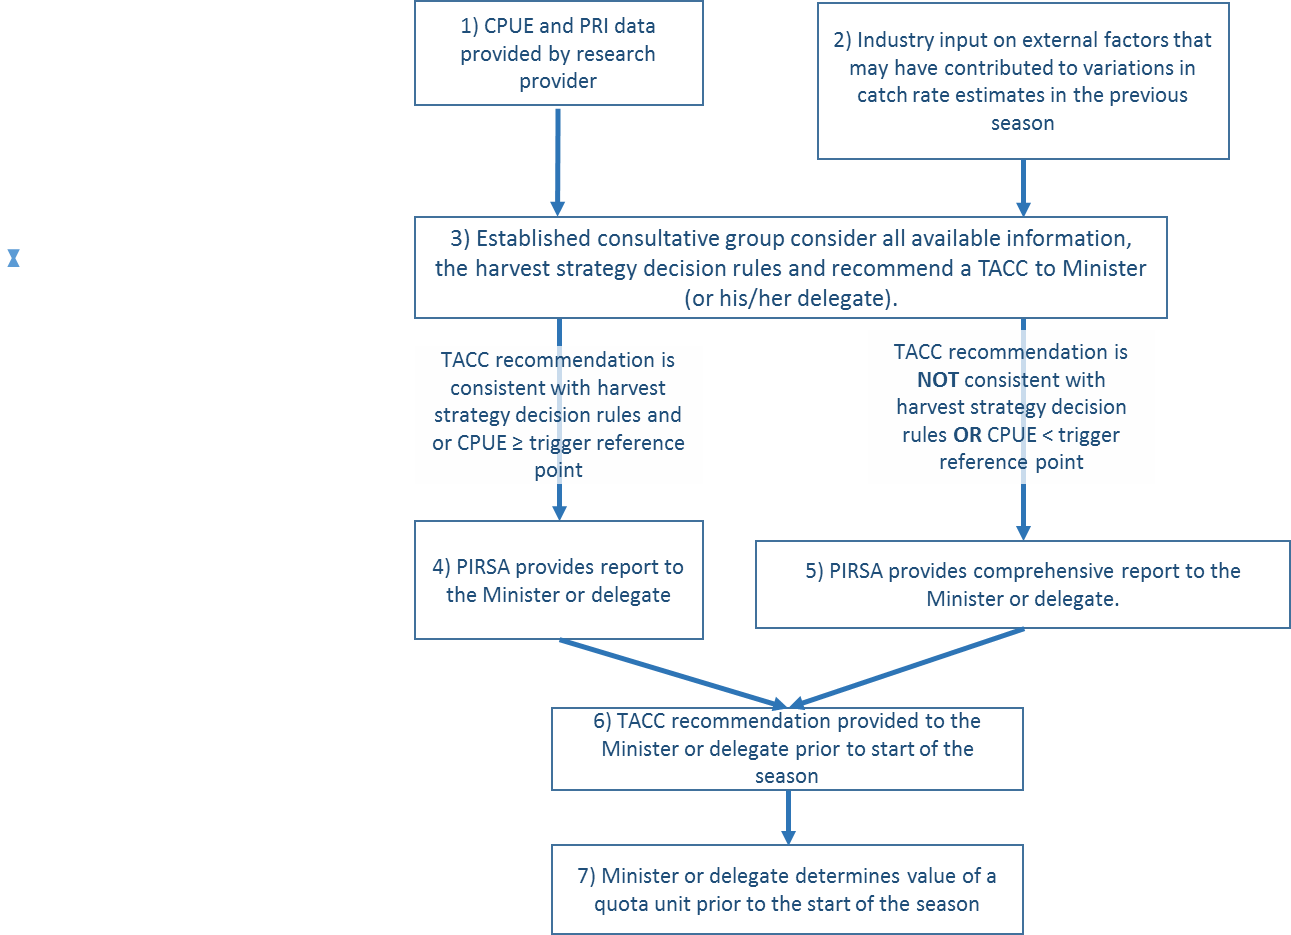 1) CPUE and PRI data
provided by research
provider
2) Industry input on external factors that
may have contributed to variations in
catch rate estimates in the previous
season
3) Established consultative group consider all available information,
the harvest strategy decision rules and recommend a TACC to Minister
(or his/her delegate).
TACC recommendation is
consistent with harvest
strategy decision rules and
or CPUE ≥ trigger reference
point
TACC recommendation is
NOT consistent with
harvest strategy decision
rules OR CPUE < trigger
reference point
4) PIRSA provides report to
the Minister or delegate
5) PIRSA provides comprehensive report to the
Minister or delegate.
6) TACC recommendation provided to the
Minister or delegate prior to start of the
season
7) Minister or delegate determines value of a
quota unit prior to the start of the season